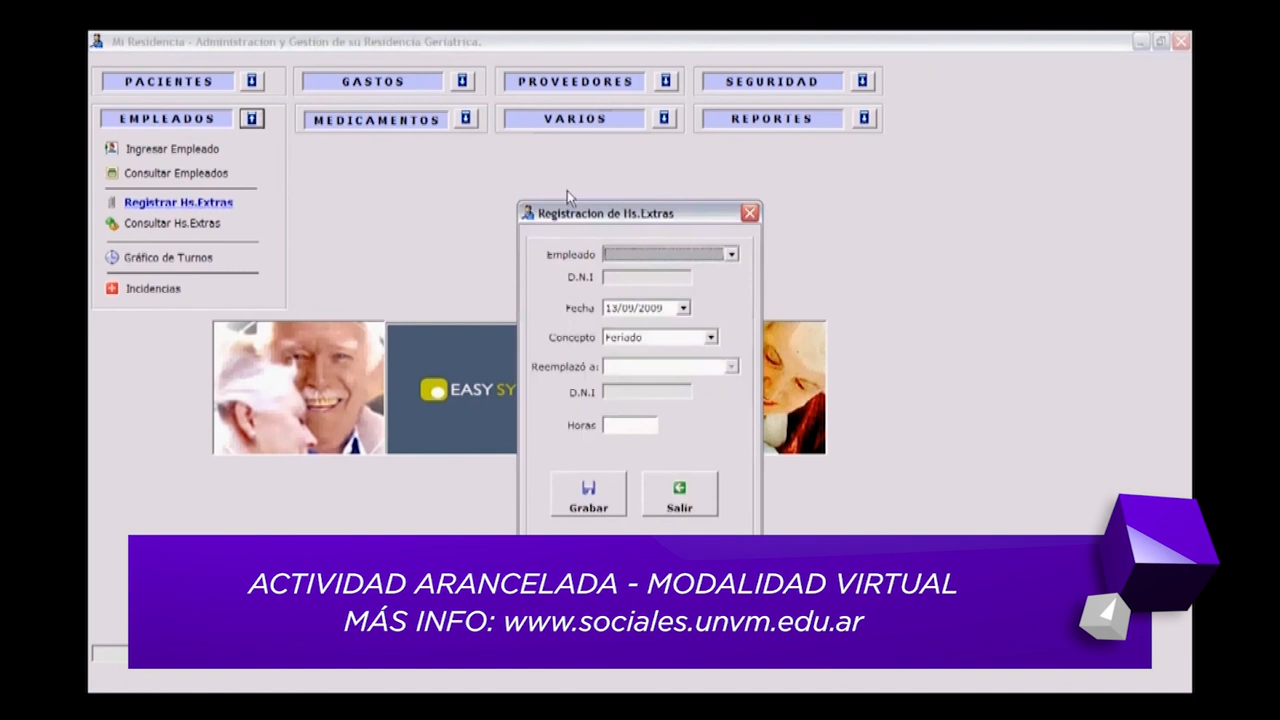 Mi Residencia - Administracion y Gestion de su Residencia Geriatrica.
PACIENTES
GASTOS
PROVEEDORES
SEGURIDAD
EMPLEADOS
MEDICAMENTOS
VARIOS
REPORTES
Ingresar Empleado
Consultar Empleados
Registrar Hs.Extras
Consultar Hs.Extras
Gráfico de Turnos
Incidencias
Registracion de Hs.Extras
Empleado
D.N.I
Fecha 13/09/2009
Concepto Feriado
Reemplazó a:
D.N.I
Horas
Grabar Salir
EASY SY
ACTIVIDAD ARANCELADA - MODALIDAD VIRTUAL
MÁS INFO: www.sociales.unvm.edu.ar